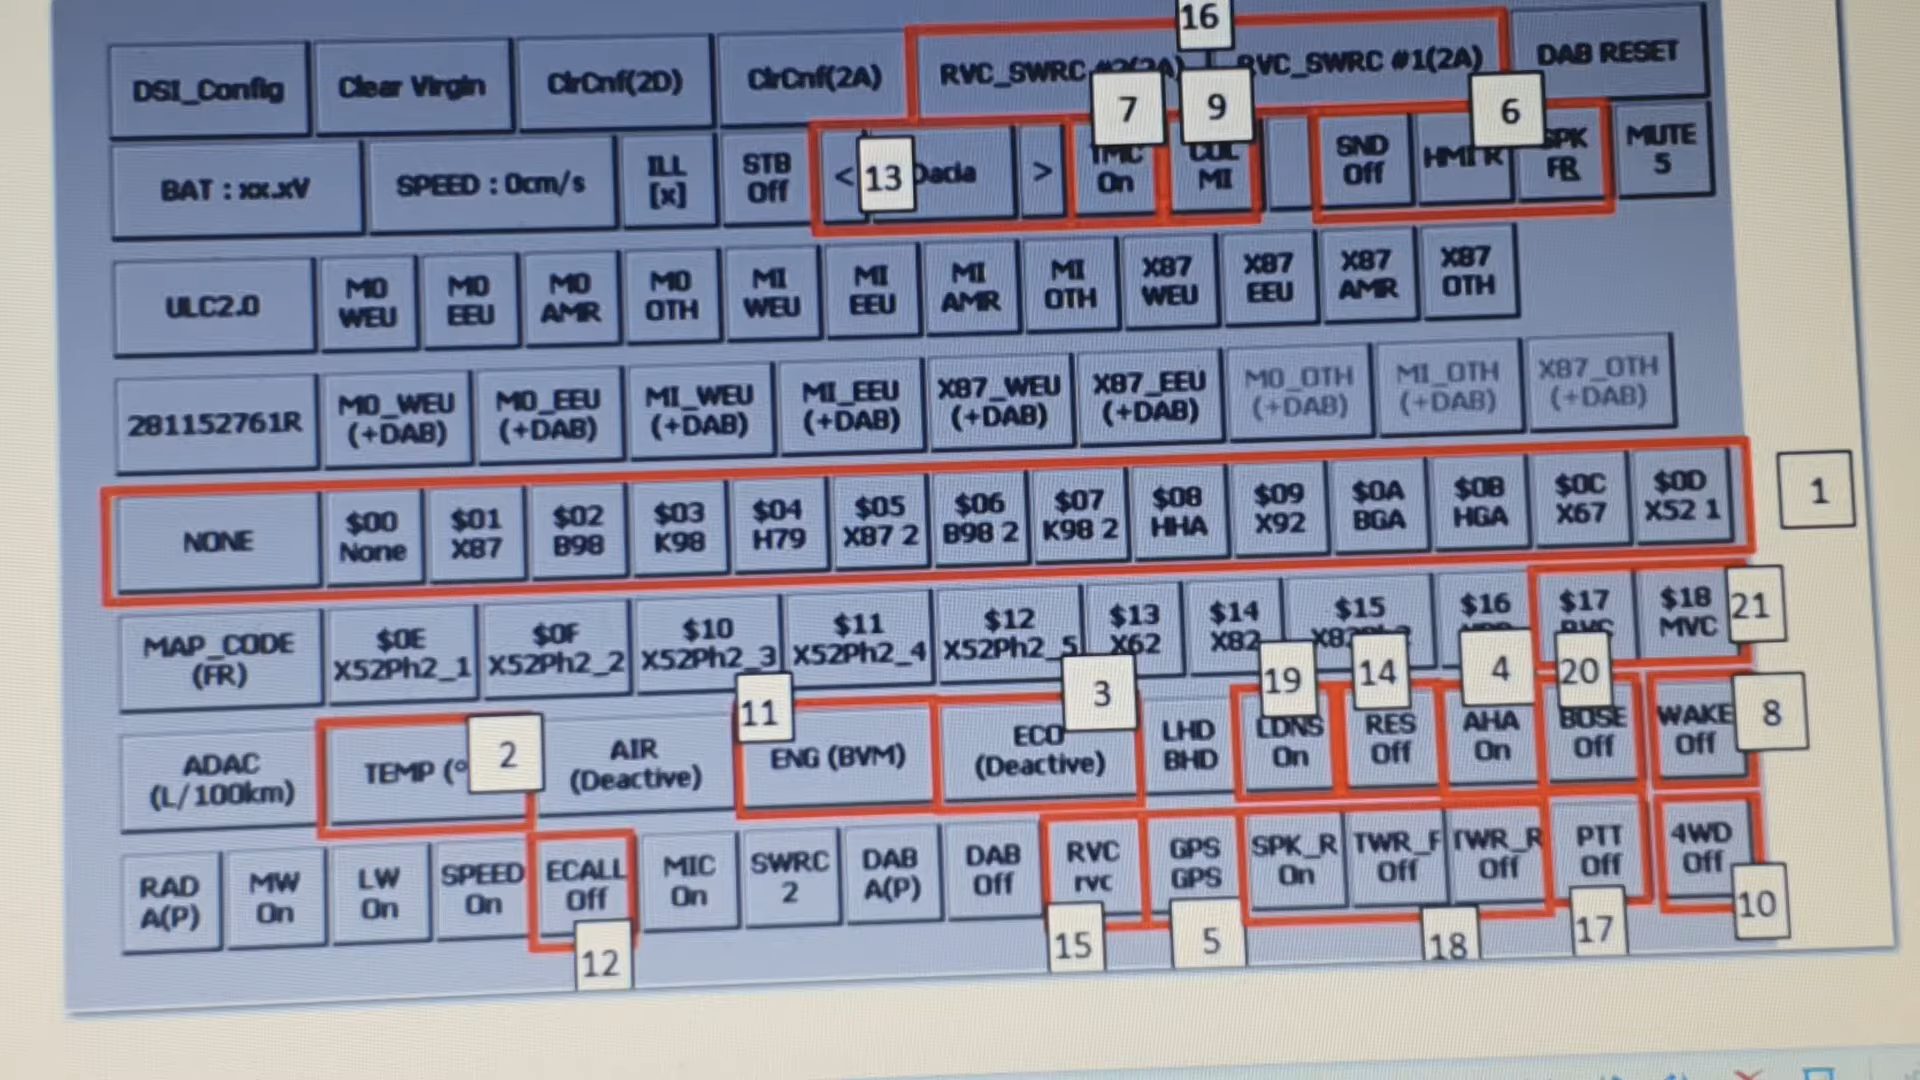 16
DSI_Config Clear Virgin ClrCnf(2D) ClrCnf(2A) RVC_SWRC RVC_SWRC #1(2A) DAB RESET
7 9 6
BAT : xx.xV SPEED : 0cm/s ILL [x] STB Off < 13 Dacia > TMC On MI SND Off SPK FR MUTE 5
ULC2.0 M0 WEU M0 EEU M0 AMR M0 OTH MI WEU MI EEU MI AMR MI OTH X87 WEU X87 EEU X87 AMR X87 OTH
281152761R M0_WEU (+DAB) M0_EEU (+DAB) MI_WEU (+DAB) MI_EEU (+DAB) X87_WEU (+DAB) X87_EEU (+DAB) M0_OTH (+DAB) MI_OTH (+DAB) X87_OTH (+DAB)
NONE $00 None $01 X87 $02 B98 $03 K98 $04 H79 $05 X87 2 $06 B98 2 $07 K98 2 $08 HHA $09 X92 $0A BGA $0B HGA $0C X67 $0D X52 1 1
MAP_CODE (FR) $0E X52Ph2_1 $0F X52Ph2_2 $10 X52Ph2_3 $11 X52Ph2_4 $12 X52Ph2_5 $13 X62 $14 X82 $15 $16 $17 $18 MVC 21
11 3 19 14 4 20
ADAC (L/100km) TEMP (° 2 AIR (Deactive) ENG (BVM) ECO (Deactive) LHD BHD LDNS On RES Off AHA On BOSE Off WAKE Off 8
RAD A(P) MW On LW On SPEED On ECALL Off MIC On SWRC 2 DAB A(P) DAB Off RVC rvc GPS GPS SPK_R On TWR_F Off TWR_R Off PTT Off 4WD Off
12 15 5 18 17 10